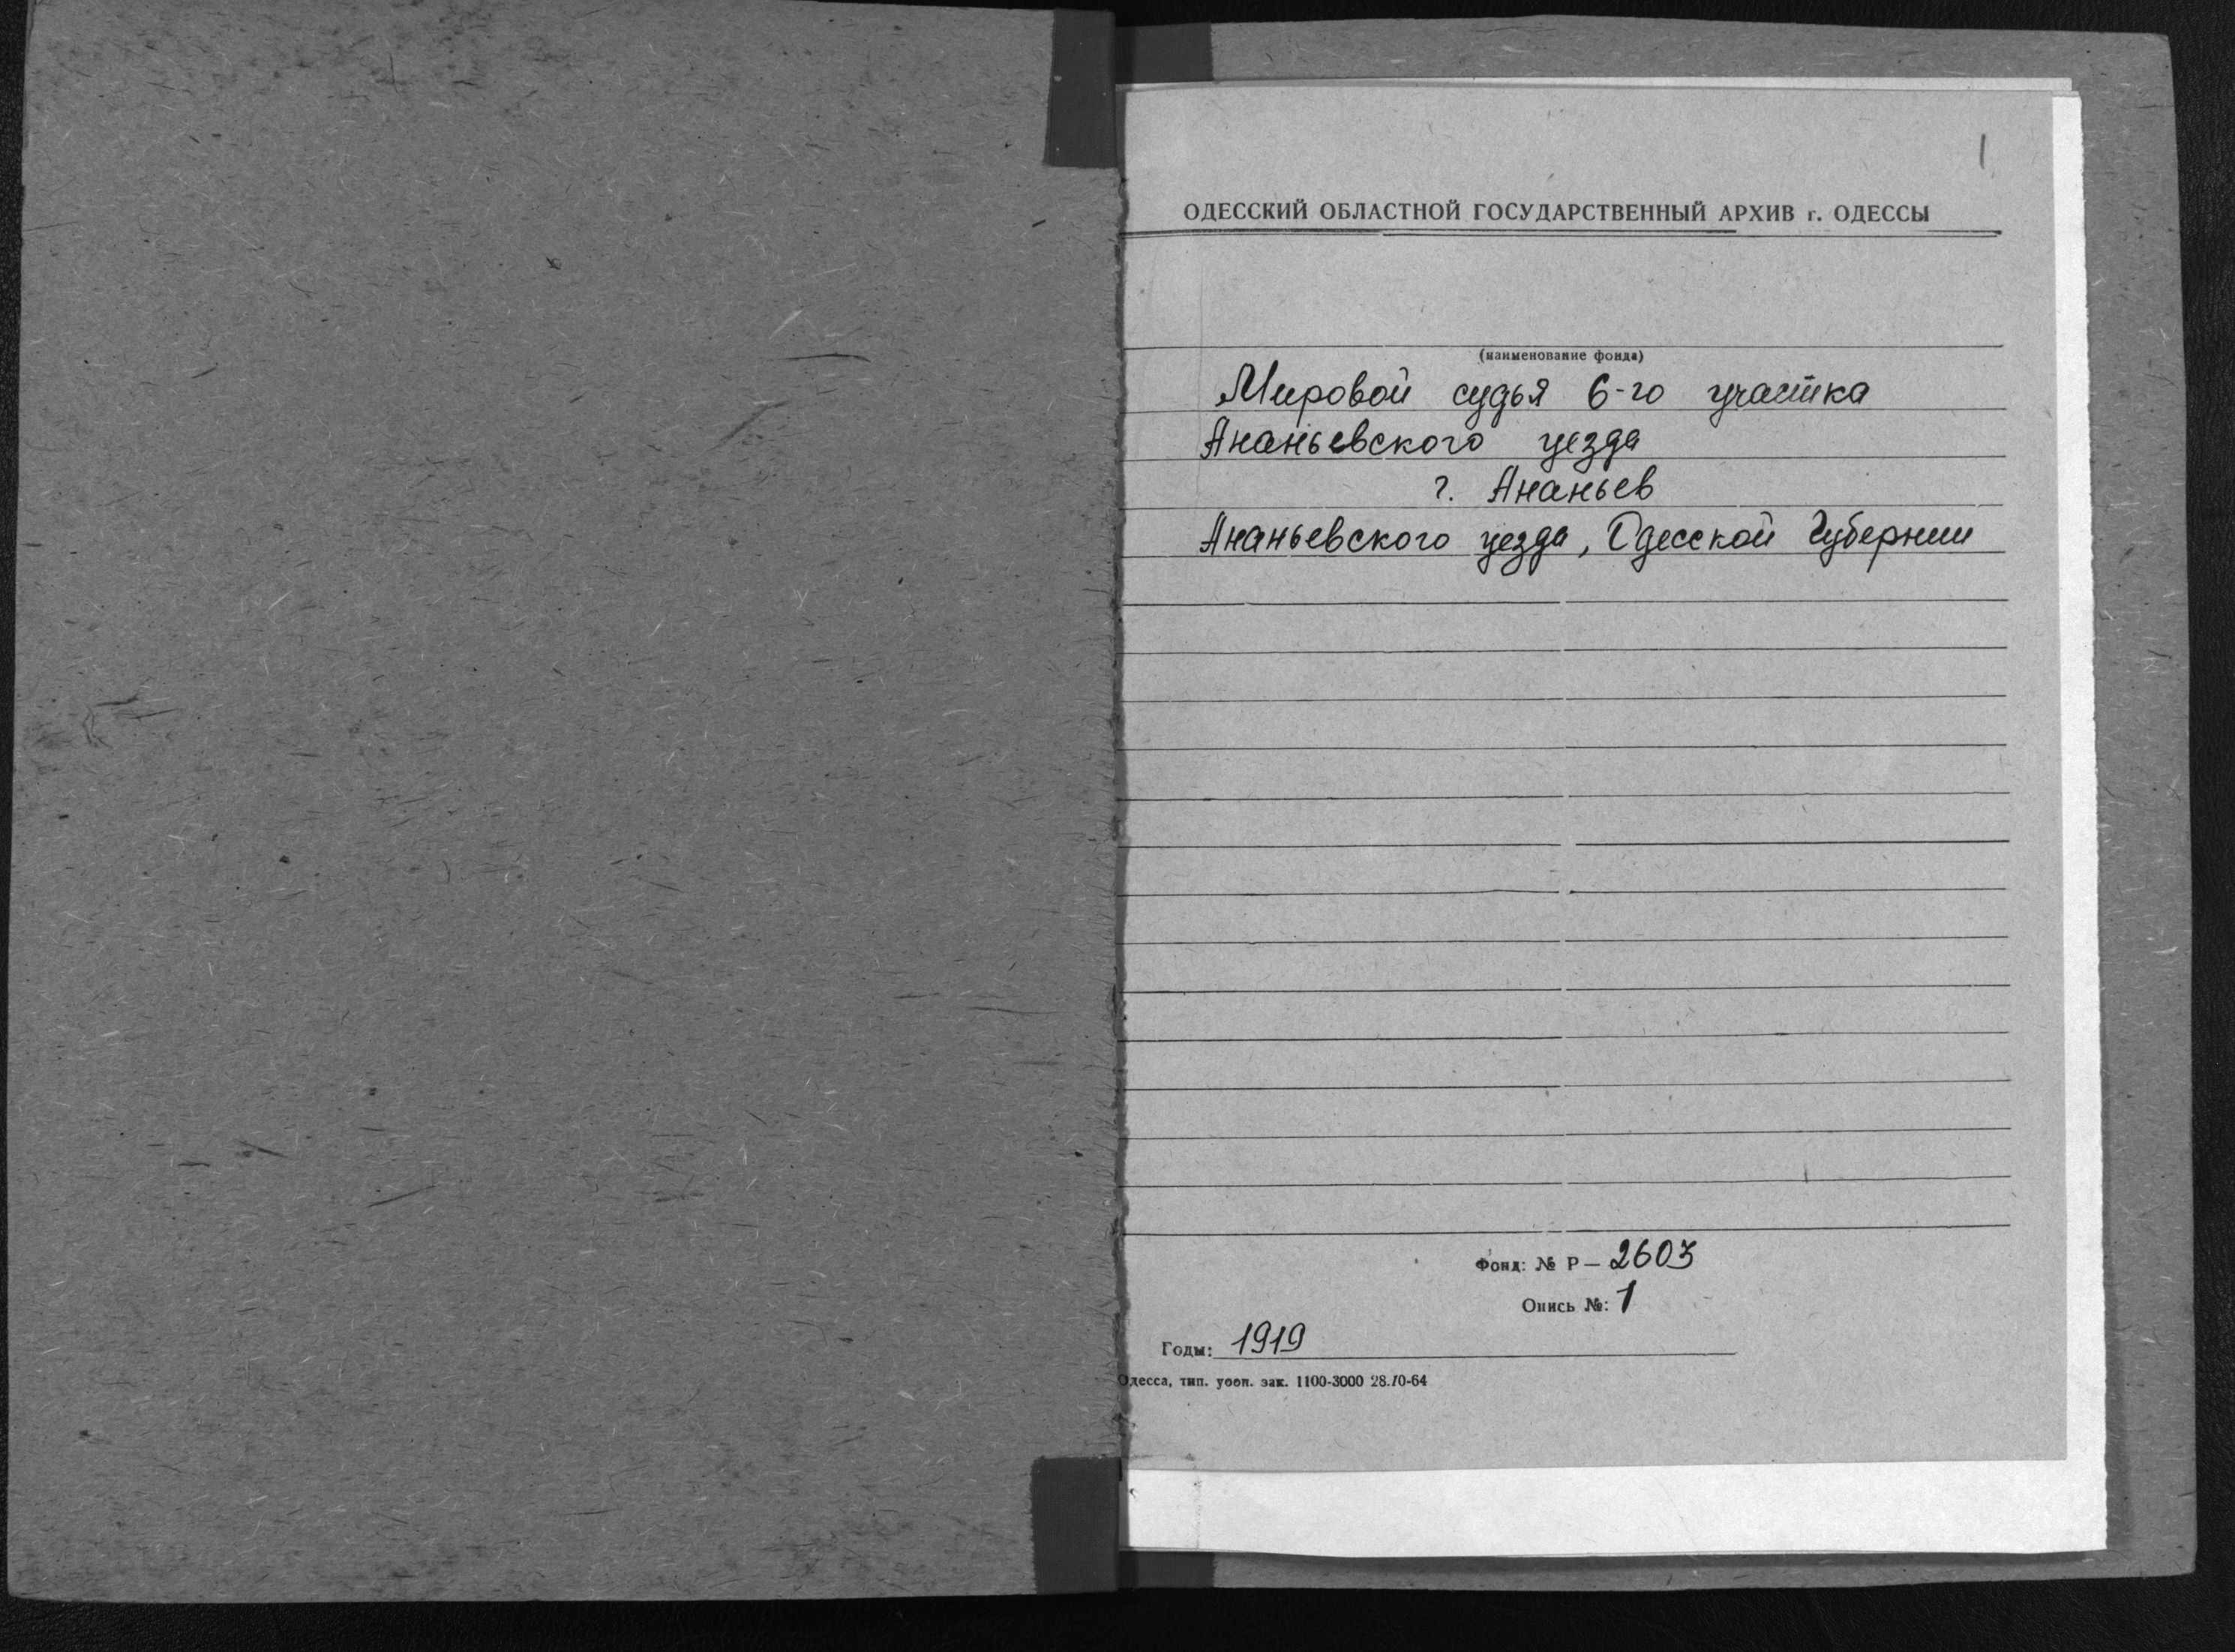 1
ОДЕССКИЙ ОБЛАСТНОЙ ГОСУДАРСТВЕННЫЙ АРХИВ г. ОДЕССЫ
(наименование фонда)
Мировой судья 6-го участка
Ананьевского уезда
г. Ананьев
Ананьевского уезда, Одесской Губернии
Фонд: № Р— 2603
Опись №: 1
Годы: 1919
Одесса, тип. уооп. зак. 1100-3000 28.10-64